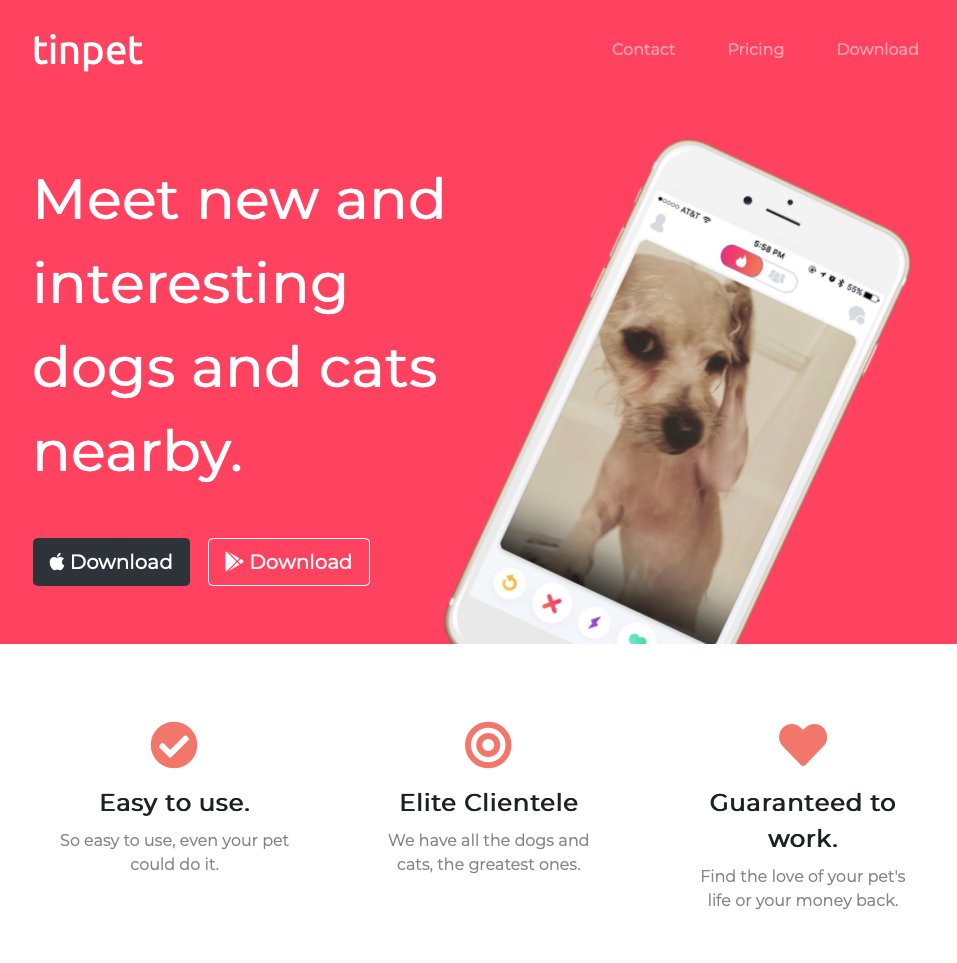 tinpet
Contact Pricing Download
Meet new and
interesting
dogs and cats
nearby.
AT&T
5:58 PM
55%
Download Download
Easy to use.
So easy to use, even your pet
could do it.
Elite Clientele
We have all the dogs and
cats, the greatest ones.
Guaranteed to
work.
Find the love of your pet's
life or your money back.